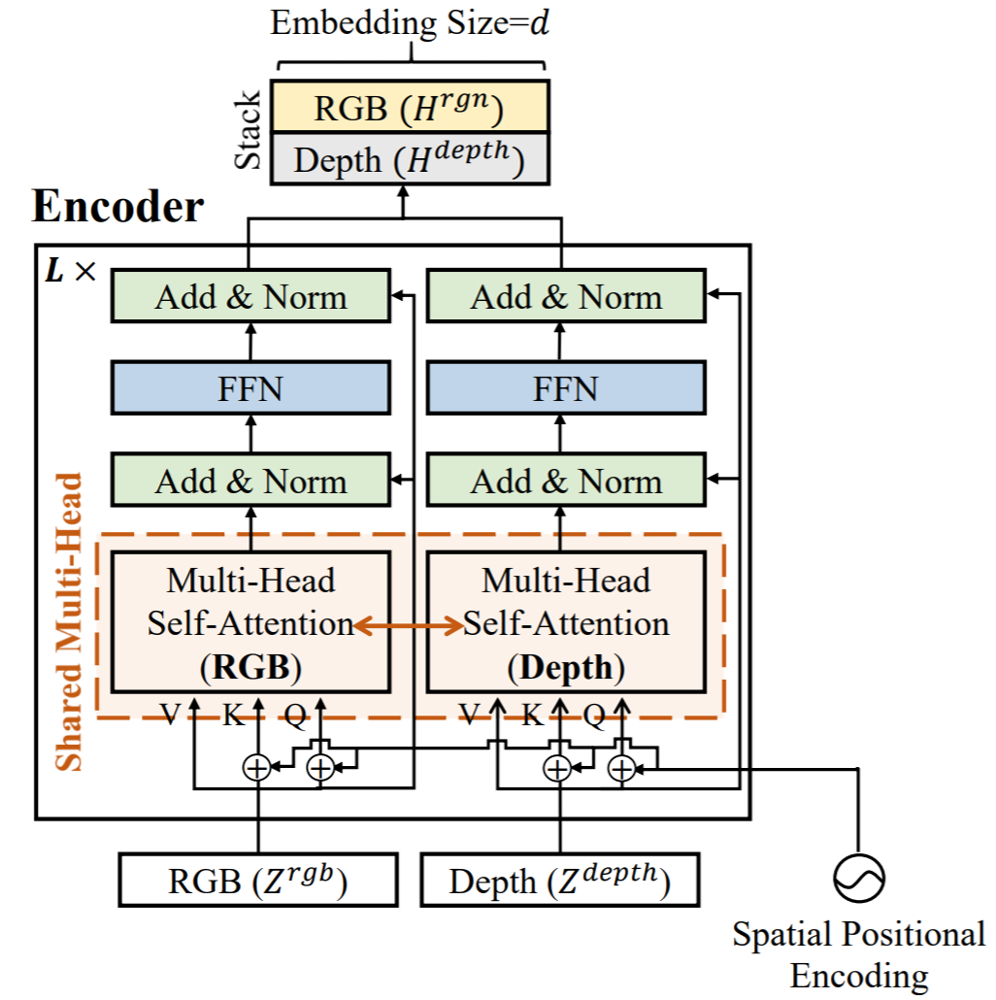 Embedding Size=d
Stack
RGB (H^{rgn})
Depth (H^{depth})
Encoder
L ×
Add & Norm
Add & Norm
FFN
FFN
Add & Norm
Add & Norm
Shared Multi-Head
Multi-Head
Self-Attention
(RGB)
Multi-Head
Self-Attention
(Depth)
V K Q
V K Q
RGB (Z^{rgb})
Depth (Z^{depth})
Spatial Positional
Encoding